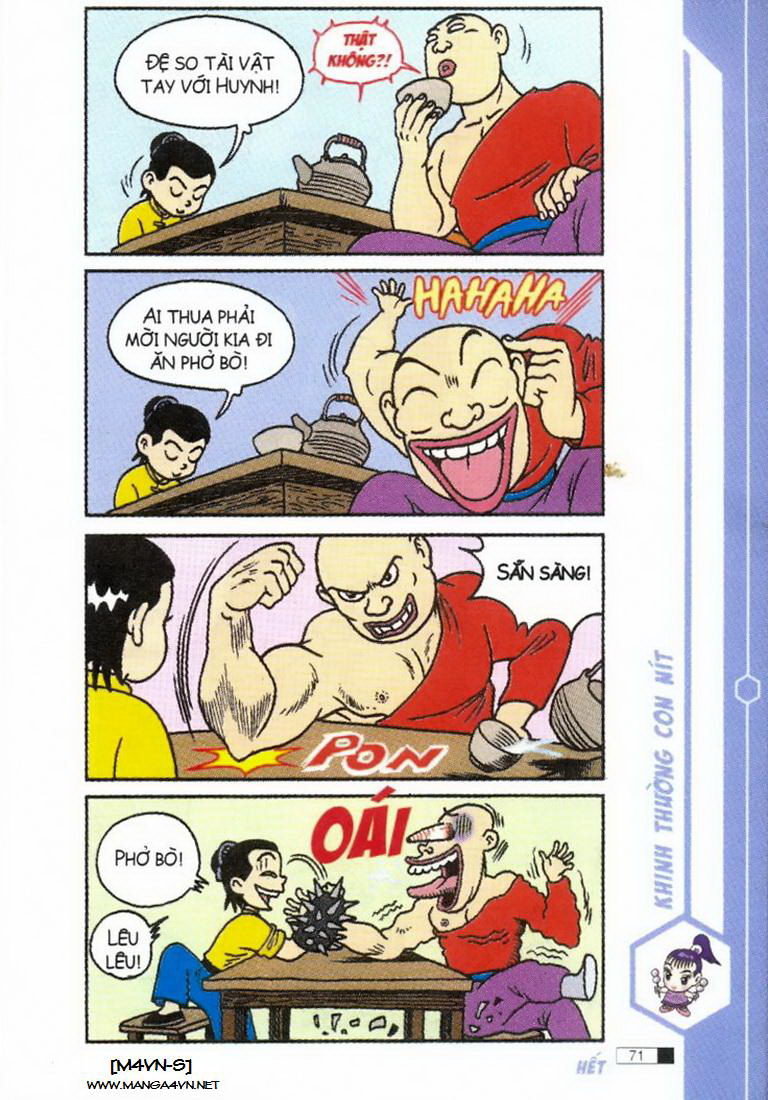 ĐỆ SO TÀI VẬT
TAY VỚI HUYNH!
THẬT
KHÔNG?!
AI THUA PHẢI
MỜI NGƯỜI KIA ĐI
ĂN PHỞ BÒ!
HAHAHA
SẴN SÀNG!
PON
OÁI
PHỞ BÒ!
LÊU
LÊU!
KHINH THƯỜNG CON NÍT
HẾT
71
[M4VN-S]
WWW.MANGA4VN.NET